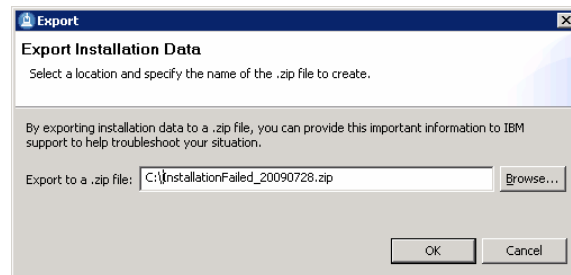 Export
Export Installation Data
Select a location and specify the name of the .zip file to create.
By exporting installation data to a .zip file, you can provide this important information to IBM
support to help troubleshoot your situation.
Export to a .zip file: C:\InstallationFailed_20090728.zip Browse...
OK Cancel